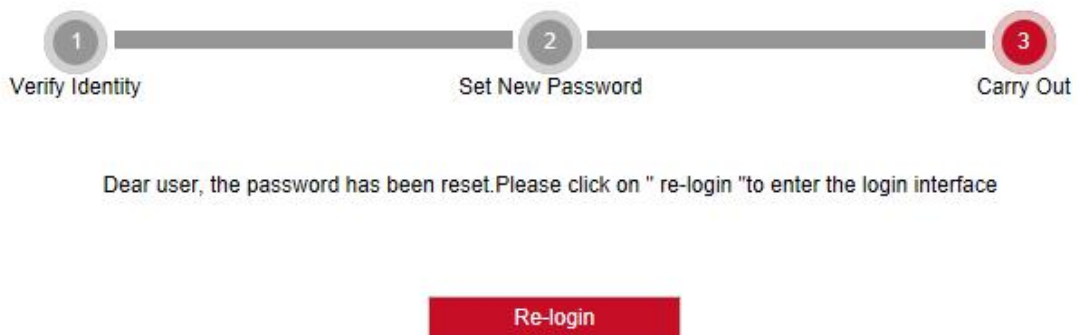 1 2 3
Verify Identity Set New Password Carry Out
Dear user, the password has been reset.Please click on " re-login "to enter the login interface
Re-login